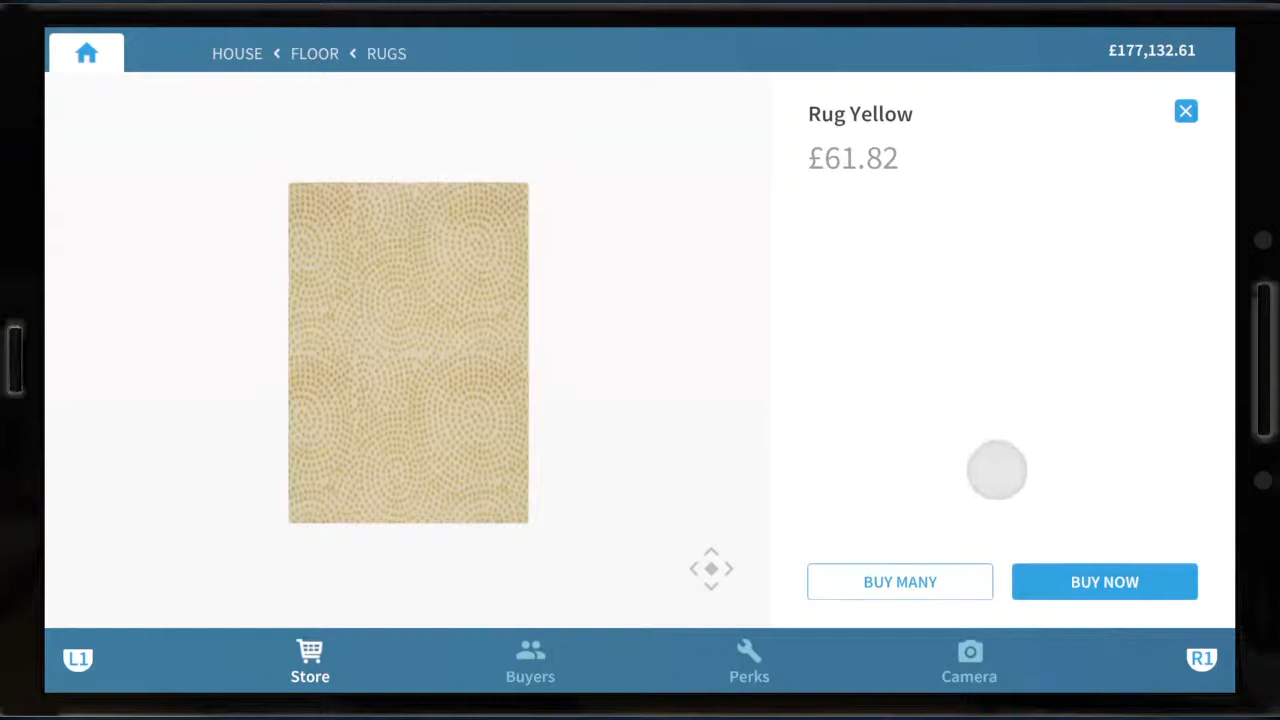 HOUSE < FLOOR < RUGS
£177,132.61
Rug Yellow
£61.82
BUY MANY
BUY NOW
L1
Store
Buyers
Perks
Camera
R1